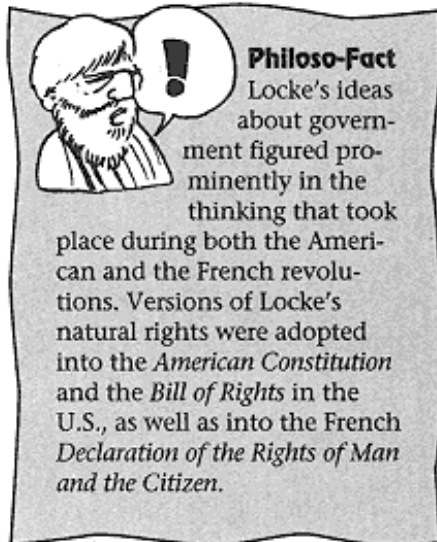 !
Philoso-Fact
Locke's ideas
about govern-
ment figured pro-
minently in the
thinking that took
place during both the Ameri-
can and the French revolu-
tions. Versions of Locke's
natural rights were adopted
into the American Constitution
and the Bill of Rights in the
U.S., as well as into the French
Declaration of the Rights of Man
and the Citizen.